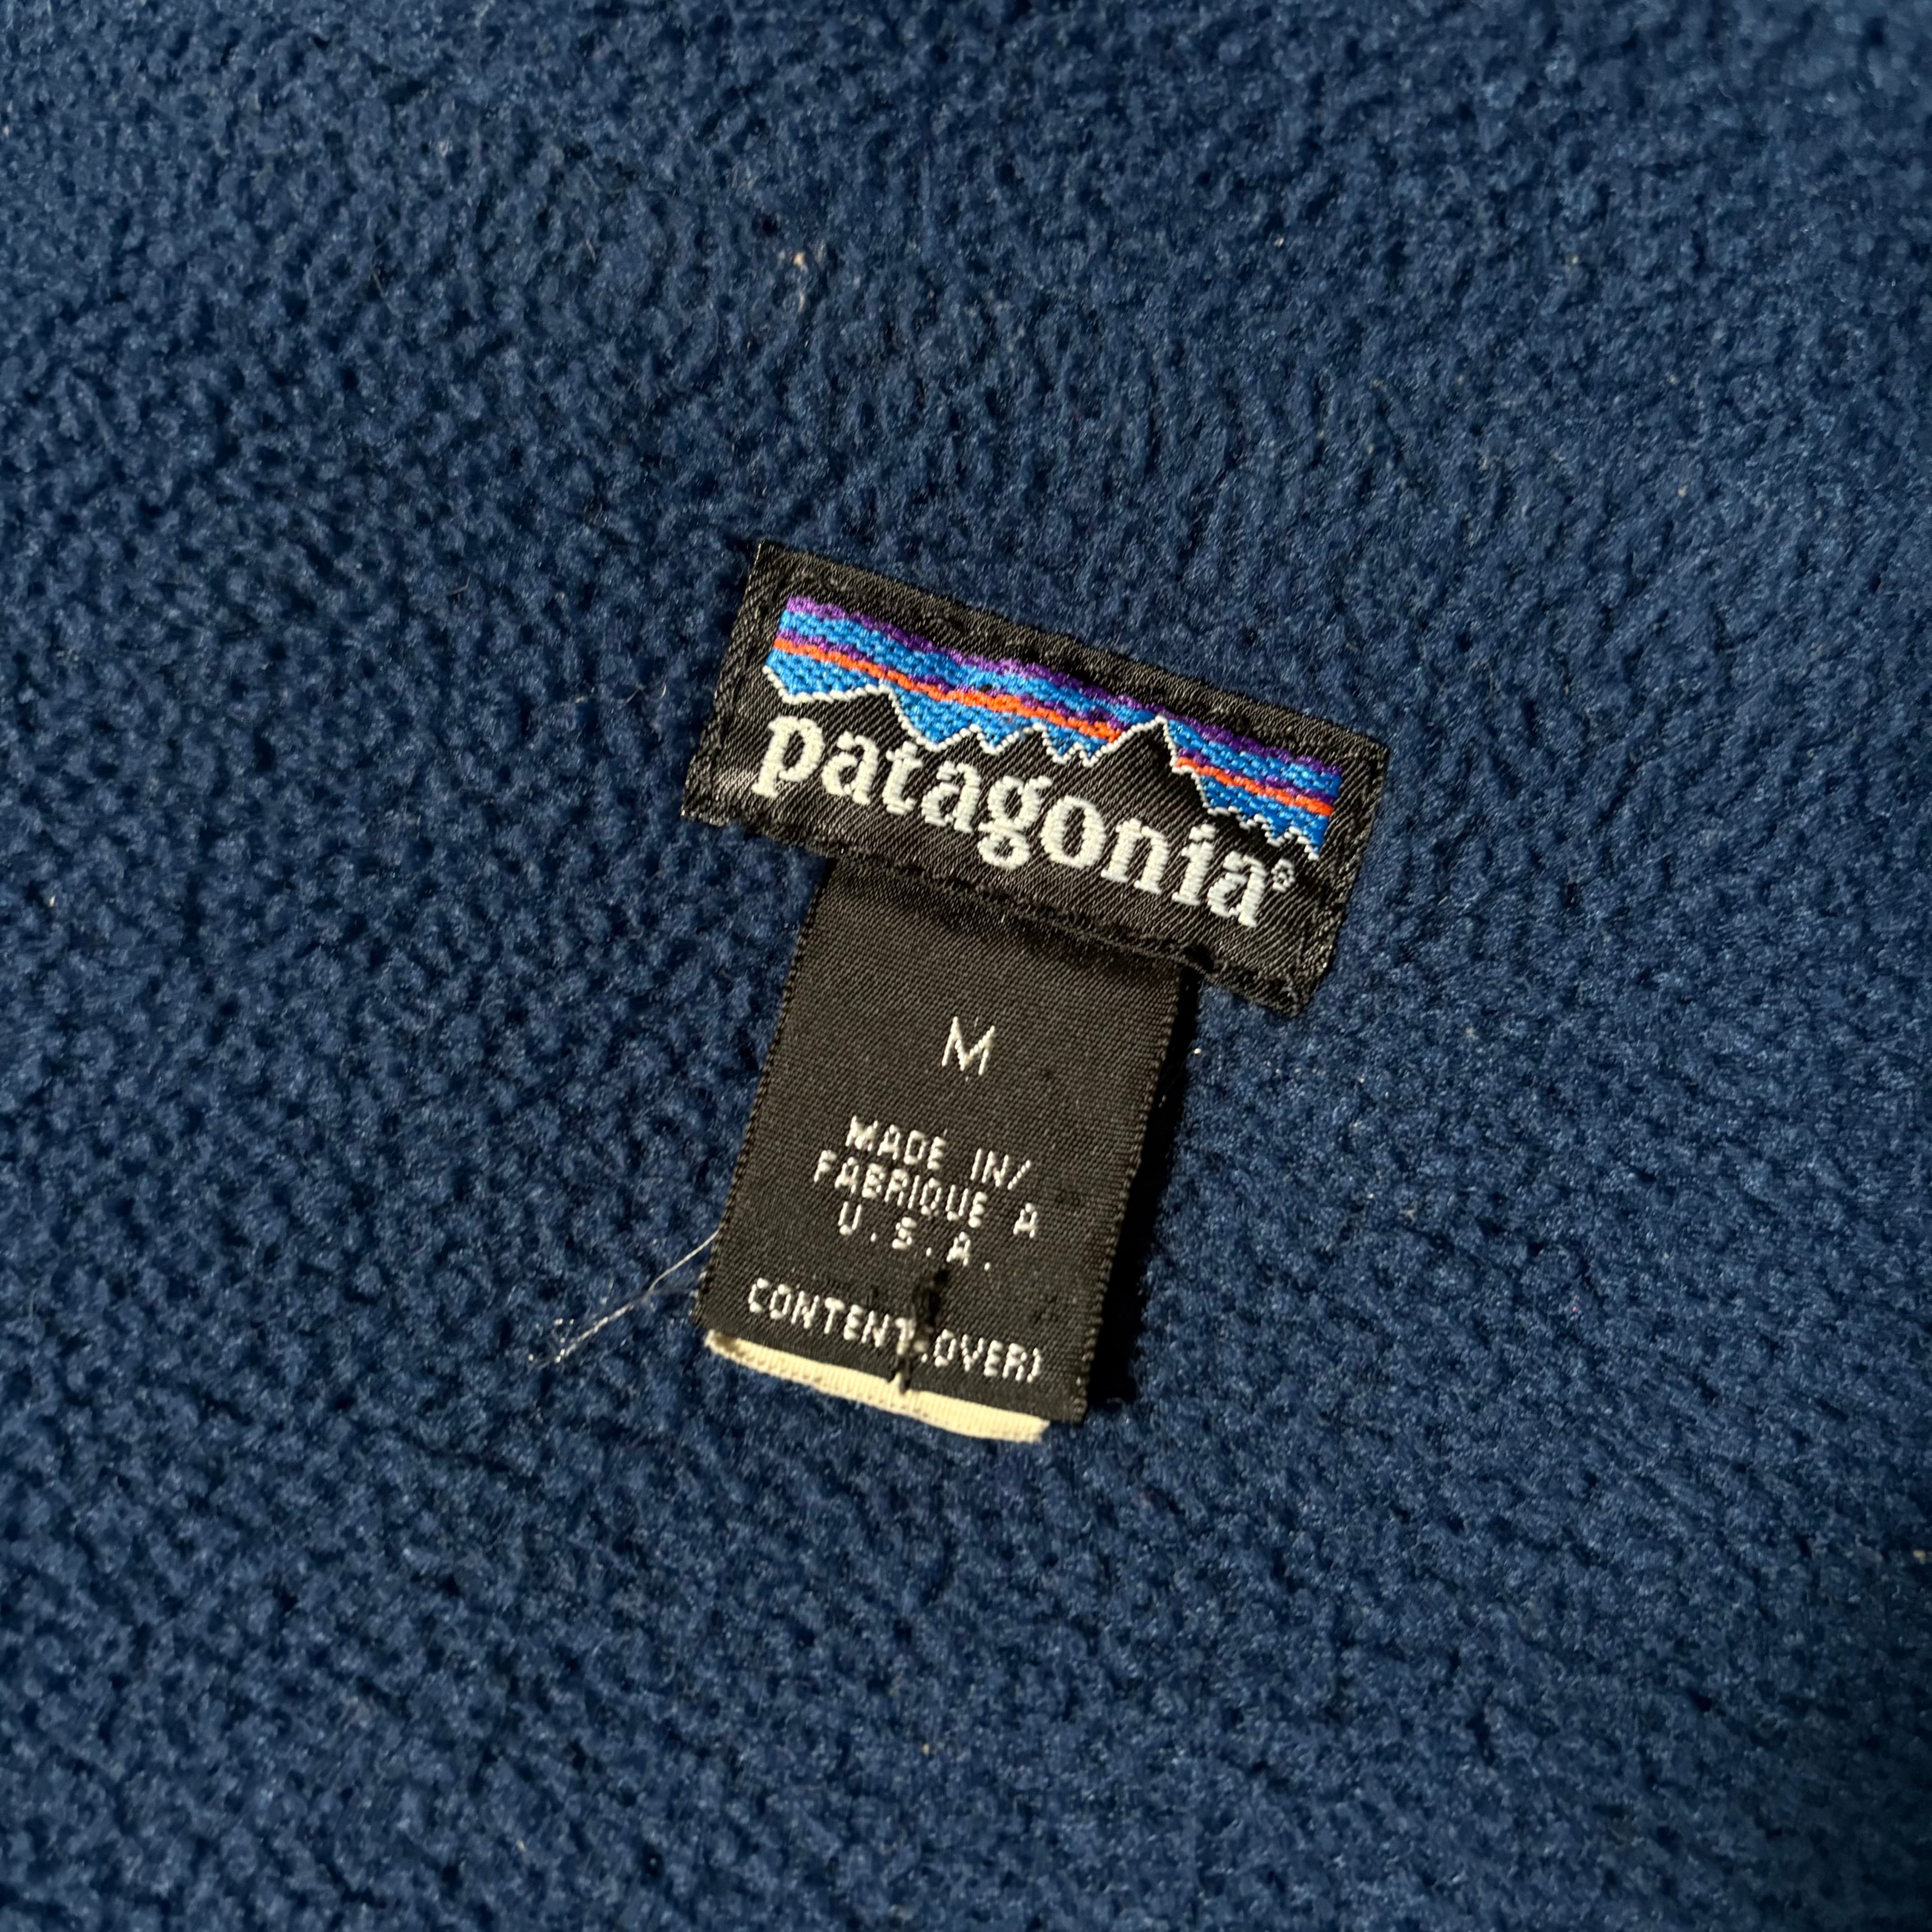 patagonia®
M
MADE IN/
FABRIQUE A
U.S.A.
CONTENT(OVER)